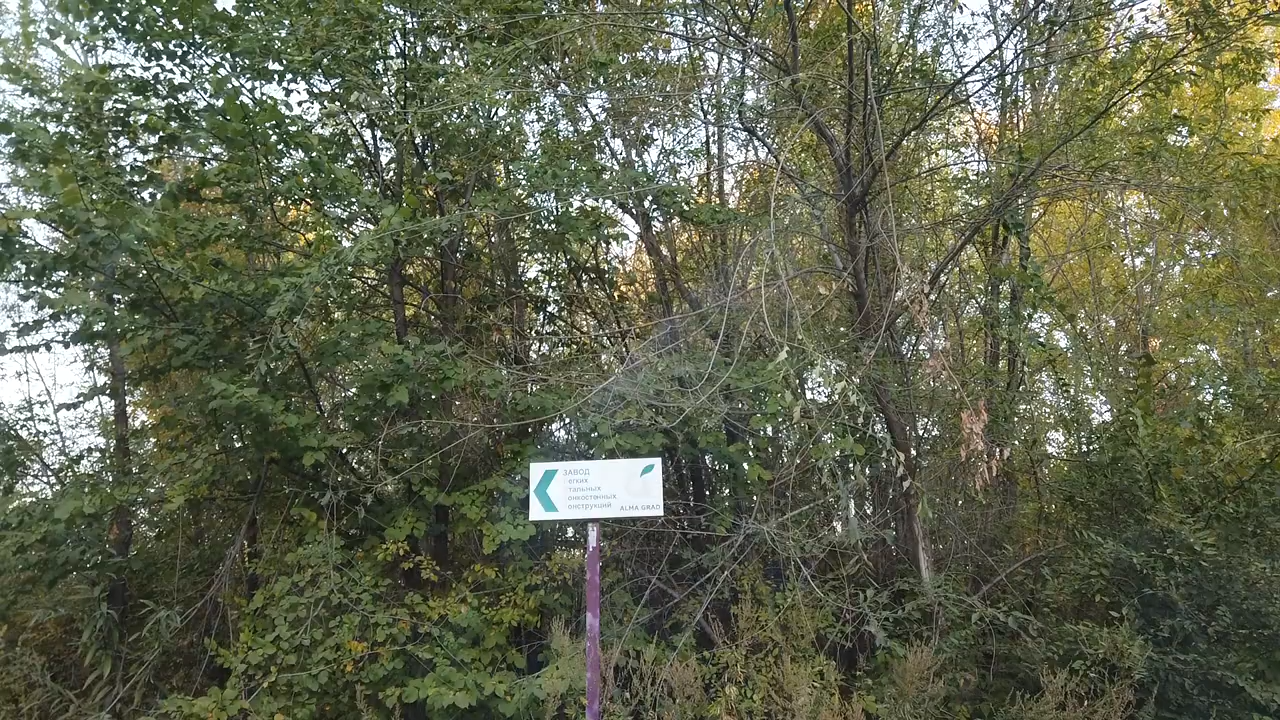 ЗАВОД
егких
тальных
онкостенных
онструкций
ALMA GRAD